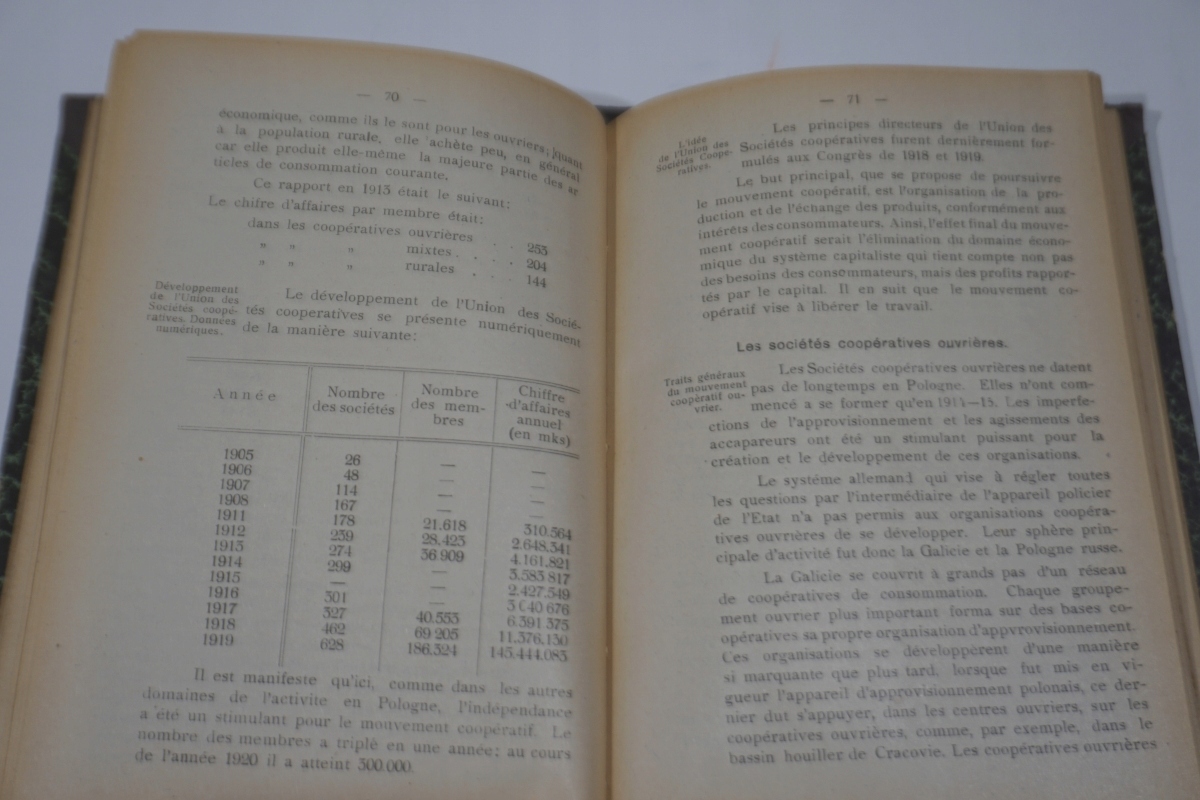 — 70 —
économique, comme ils le sont pour les ouvriers; quant
à la population rurale, elle achète peu, en général
car elle produit elle-même la majeure partie des ar
ticles de consommation courante.
Ce rapport en 1913 était le suivant:
Le chifre d'affaires par membre était:
dans les coopératives ouvrières . . 253
" " " mixtes . . . 204
" " " rurales . . 144
Développement
de l'Union des
Sociétés coopé-
ratives. Données
numériques.
Le développement de l'Union des Socié-
tés cooperatives se présente numériquement
de la manière suivante:
Année Nombre des sociétés Nombre des mem-bres Chiffre d'affaires annuel (en mks)
1905 26 — —
1906 48 — —
1907 114 — —
1908 167 — —
1911 178 21.618 310.564
1912 239 28.423 2.648.341
1913 274 36.909 4.161.821
1914 299 — 3.583 817
1915 — — 2.427.549
1916 301 — 3 040 676
1917 327 40.553 6.391 375
1918 462 69 205 11.376.130
1919 628 186.324 145.444.083
Il est manifeste qu'ici, comme dans les autres
domaines de l'activite en Pologne, l'indépendance
a été un stimulant pour le mouvement coopératif. Le
nombre des membres a triplè en une année: au cours
de l'année 1920 il a atteint 300.000.
— 71 —
L'idée
de l'Union des
Sociétés Coopé-
ratives.
Les principes directeurs de l'Union des
Sociétés coopératives furent dernièrement for-
mulés aux Congrès de 1918 et 1919.
Le but principal, que se propose de poursuivre
le mouvement coopératif, est l'organisation de la pro-
duction et de l'échange des produits, conformément aux
intérêts des consommateurs. Ainsi, l'effet final du mouve-
ment coopératif serait l'élimination du domaine écono-
mique du système capitaliste qui tient compte non pas
des besoins des consemmateurs, mais des profits rappor-
tés par le capital. Il en suit que le mouvement co-
opératif vise à libérer le travail.
Les sociétés coopératives ouvrières.
Traits généraux
du mouvement
coopératif ou-
vrier.
Les Sociétés coopératives ouvrières ne datent
pas de longtemps en Pologne. Elles n'ont com-
mencé a se former qu'en 1914—15. Les imperfe-
ctions de l'approvisionnement et les agissements des
accapareurs ont été un stimulant puissant pour la
création et le développement de ces organisations.
Le systéme allemand qui vise à régler toutes
les questions par l'intermédiaire de l'appareil policier
de l'Etat n'a pas permis aux organisations coopéra-
tives ouvrières de se développer. Leur sphère prin-
cipale d'activité fut donc la Galicie et la Pologne russe.
La Galicie se couvrit à grands pas d'un réseau
de coopératives de consommation. Chaque groupe-
ment ouvrier plus important forma sur des bases co-
opératives sa propre organisation d'appvrovisionnement.
Ces organisations se développèrent d'une manière
si marquante que plus tard, lorsque fut mis en vi-
gueur l'appareil d'approvisionnement polonais, ce der-
nier dut s'appuyer, dans les centres ouvriers, sur les
coopératives ouvrières, comme, par exemple, dans le
bassin houiller de Cracovie. Les coopératives ouvrières